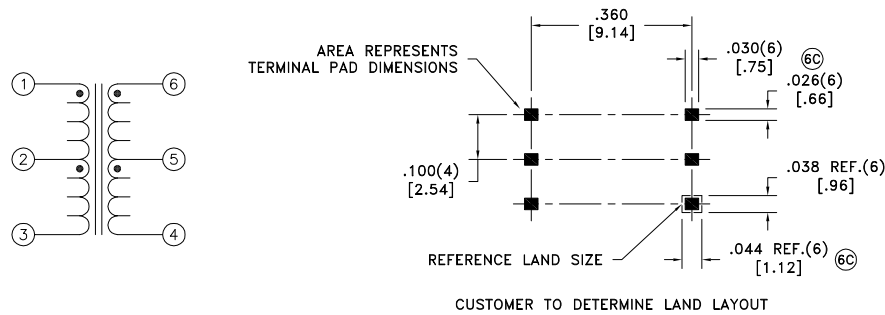 1
6
2
5
3
4
.360
[9.14]
AREA REPRESENTS
TERMINAL PAD DIMENSIONS
.030(6)
[.75]
6C
.026(6)
[.66]
.100(4)
[2.54]
.038 REF.(6)
[.96]
REFERENCE LAND SIZE
.044 REF.(6)
[1.12]
6C
CUSTOMER TO DETERMINE LAND LAYOUT